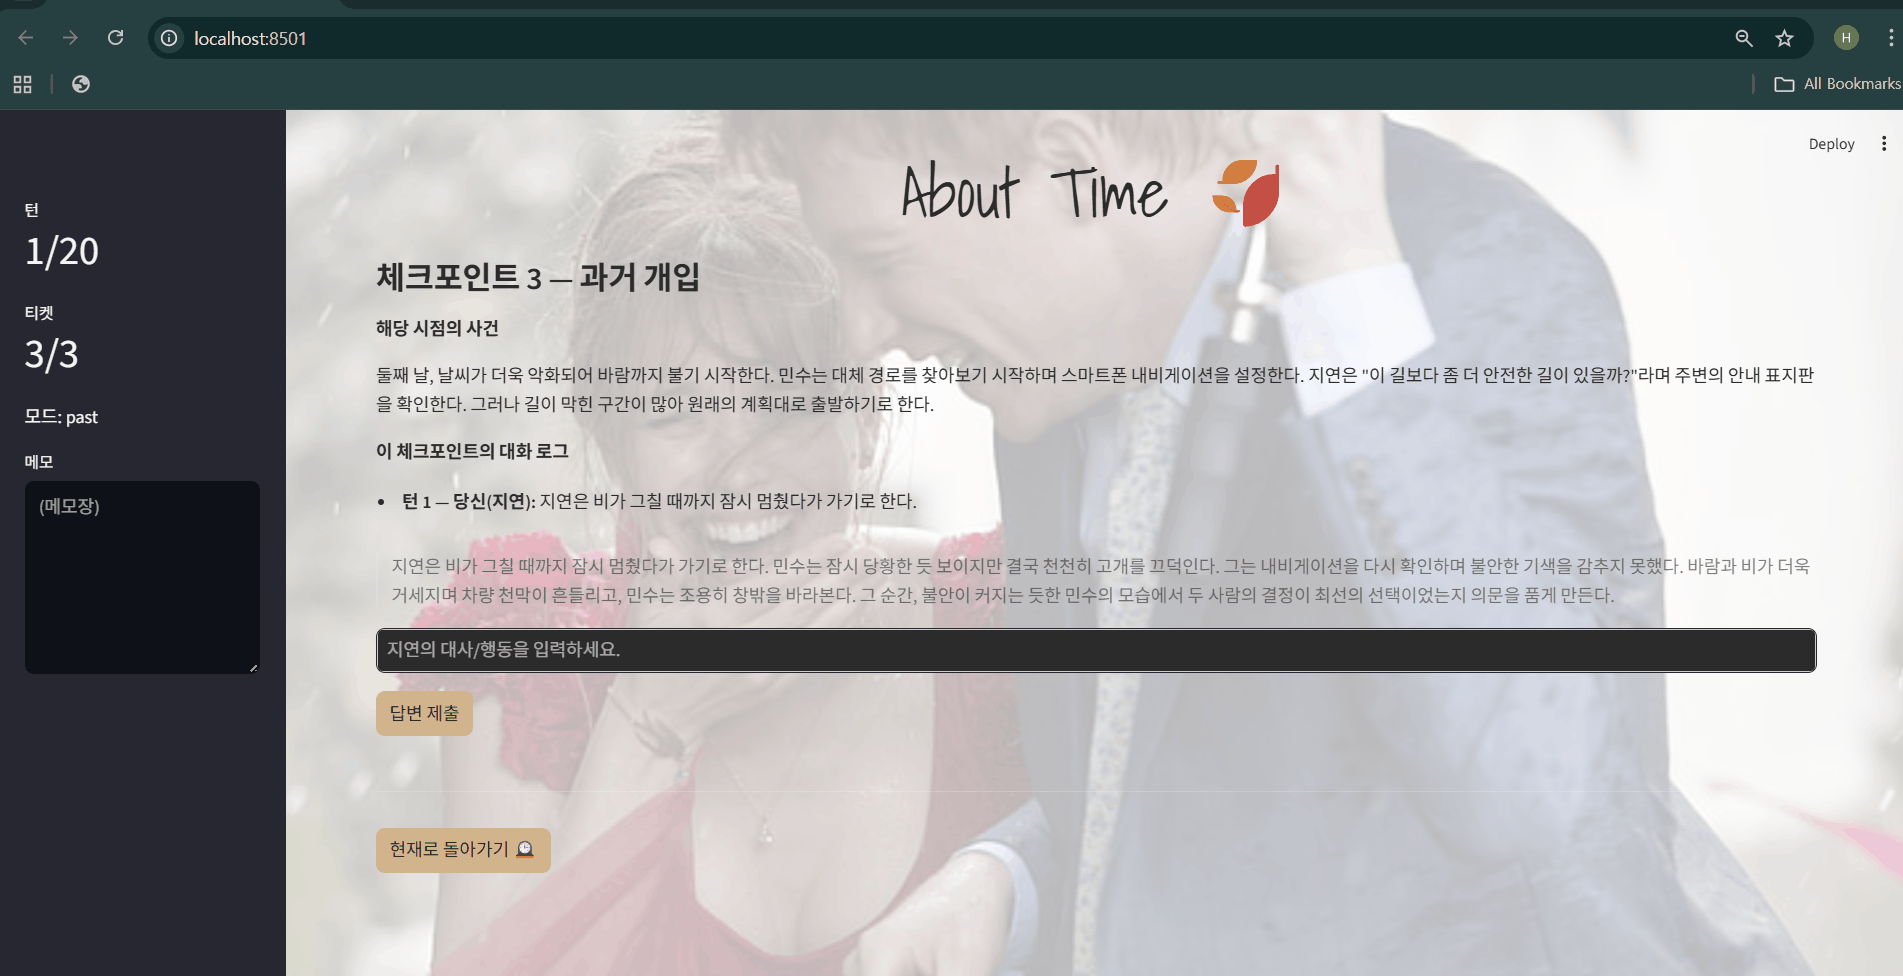 localhost:8501
All Bookmarks
H
Deploy
턴
1/20
티켓
3/3
모드: past
메모
(메모장)
About Time
체크포인트 3 — 과거 개입
해당 시점의 사건
둘째 날, 날씨가 더욱 악화되어 바람까지 불기 시작한다. 민수는 대체 경로를 찾아보기 시작하며 스마트폰 내비게이션을 설정한다. 지연은 "이 길보다 좀 더 안전한 길이 있을까?"라며 주변의 안내 표지판
을 확인한다. 그러나 길이 막힌 구간이 많아 원래의 계획대로 출발하기로 한다.
이 체크포인트의 대화 로그
• 턴 1 — 당신(지연): 지연은 비가 그칠 때까지 잠시 멈췄다가 가기로 한다.
지연은 비가 그칠 때까지 잠시 멈췄다가 가기로 한다. 민수는 잠시 당황한 듯 보이지만 결국 천천히 고개를 끄덕인다. 그는 내비게이션을 다시 확인하며 불안한 기색을 감추지 못했다. 바람과 비가 더욱
거세지며 차량 천막이 흔들리고, 민수는 조용히 창밖을 바라본다. 그 순간, 불안이 커지는 듯한 민수의 모습에서 두 사람의 결정이 최선의 선택이었는지 의문을 품게 만든다.
지연의 대사/행동을 입력하세요.
답변 제출
현재로 돌아가기